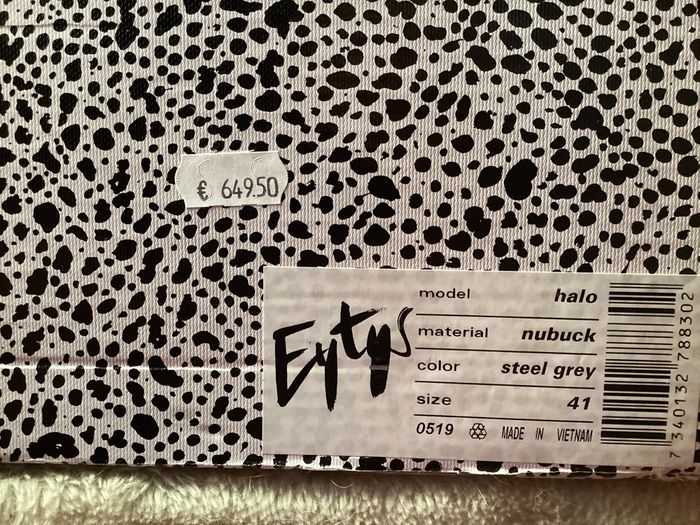 € 649.50
Eytys
model halo
material nubuck
color steel grey
size 41
0519 MADE IN VIETNAM
7 340132 788302